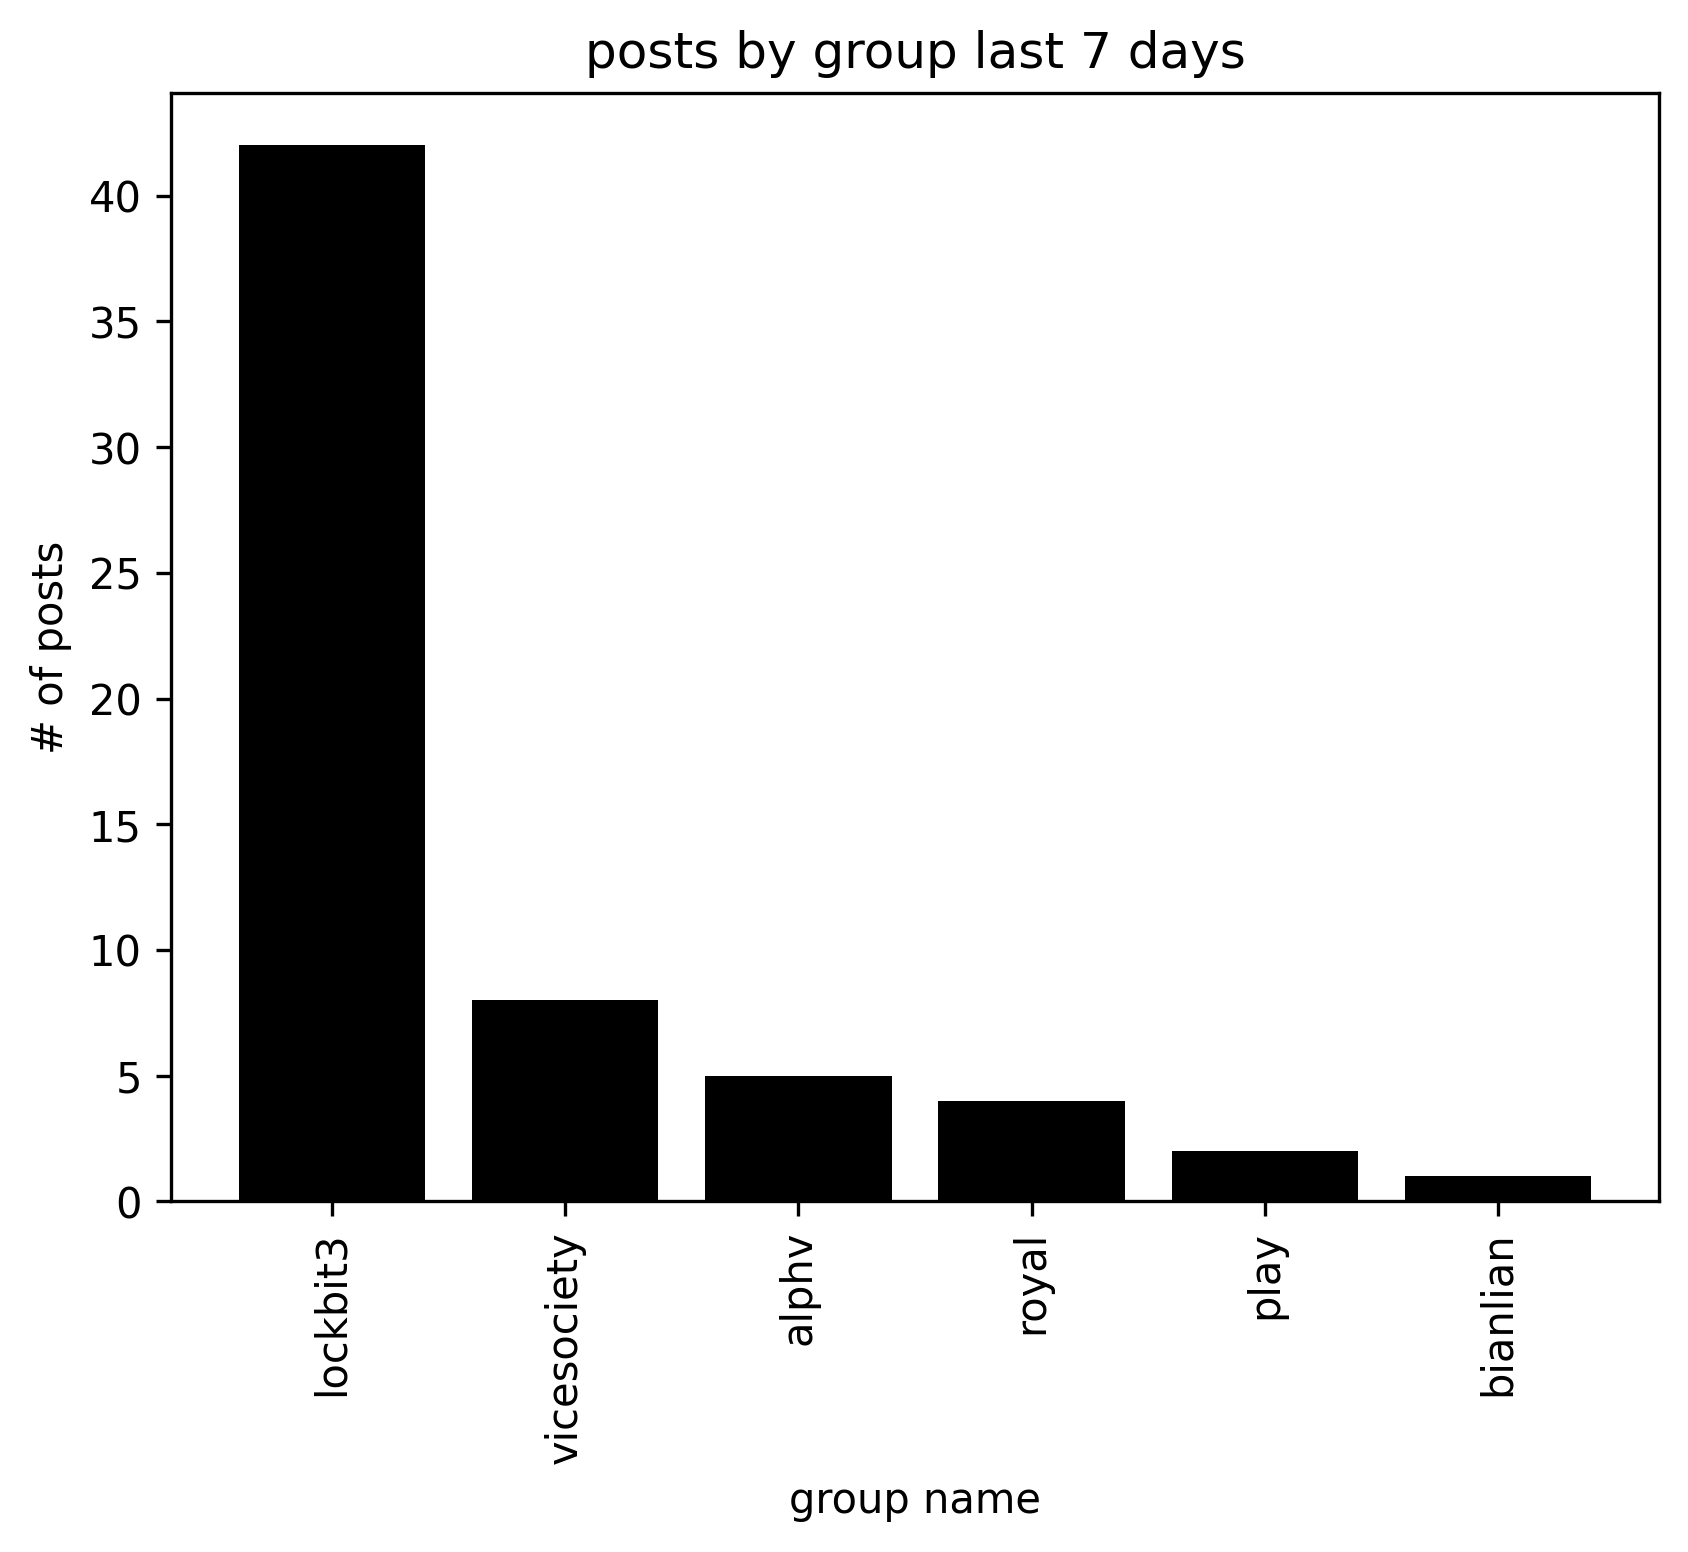 posts by group last 7 days
# of posts
40
35
30
25
20
15
10
5
0
lockbit3
vicesociety
alphv
royal
play
bianlian
group name